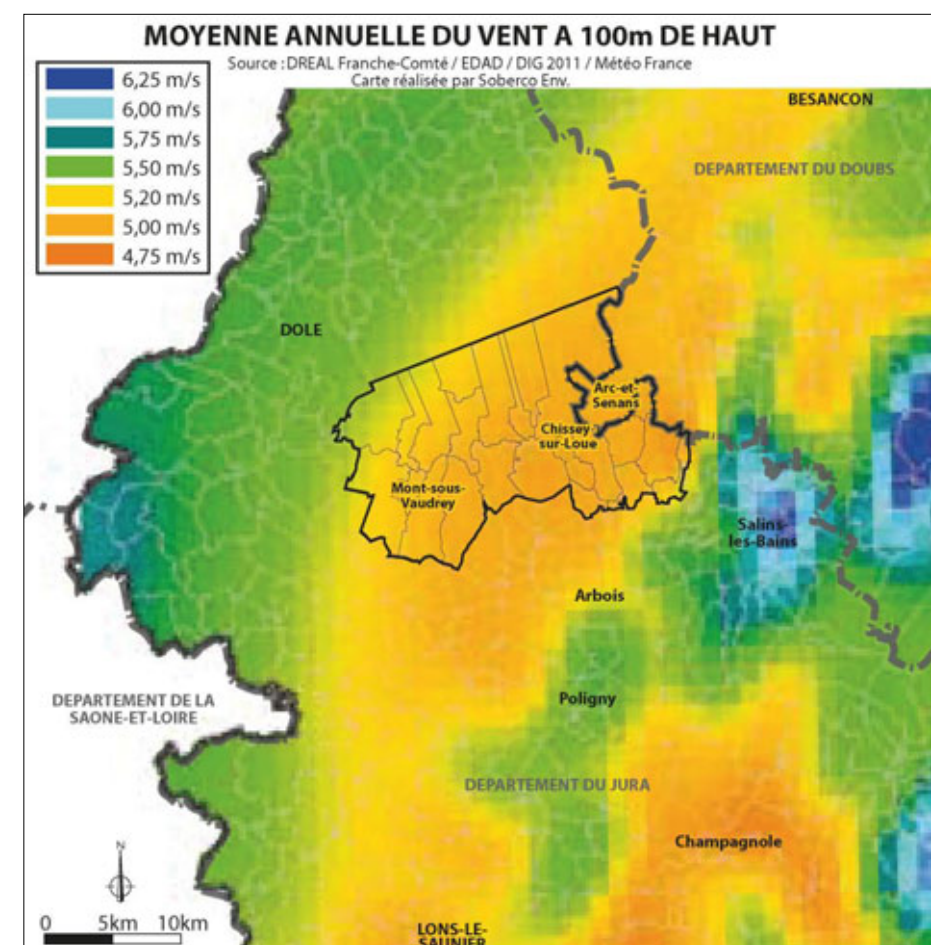 MOYENNE ANNUELLE DU VENT A 100m DE HAUT
Source : DREAL Franche-Comté / EDAD / DIG 2011 / Météo France
Carte réalisée par Soberco Env.
6,25 m/s
6,00 m/s
5,75 m/s
5,50 m/s
5,20 m/s
5,00 m/s
4,75 m/s
BESANCON
DEPARTEMENT DU DOUBS
DOLE
Arc-et-
Senans
Chissey-
sur-Loue
Mont-sous-
Vaudrey
Salins-
les-Bains
Arbois
DEPARTEMENT DE LA
SAONE-ET-LOIRE
Poligny
DEPARTEMENT DU JURA
Champagnole
N
0 5km 10km
LONS-LE-
SAUNIER